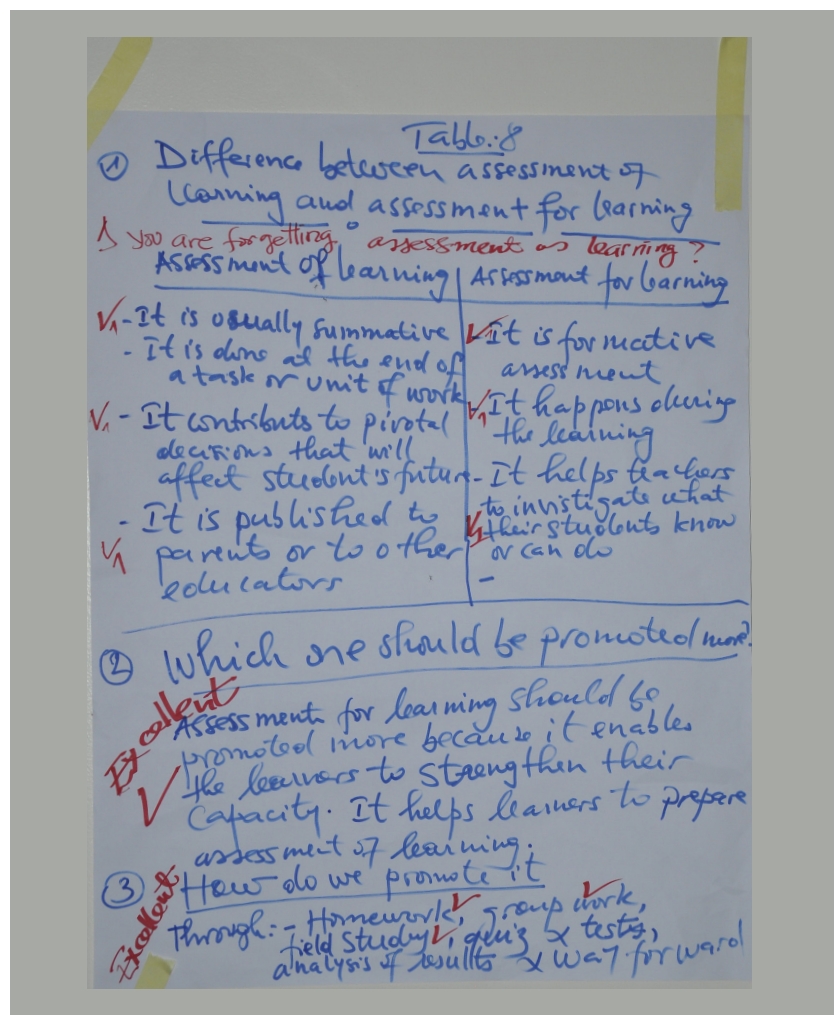 Table: 8
1 Difference between assessment of
learning and assessment for learning
you are forgetting assessment as learning?
Assessment of learning | Assessment for learning
- It is usually summative
- It is done at the end of
a task or unit of work
- It contributs to pivotal
decisions that will
affect student's future
- It is published to
parents or to other
educators
- It is formative
assessment
- It happens during
the learning
- It helps teachers
to invistigate what
their students know
or can do
-
2 Which one should be promoted more?
Excellent
Assessment for learning should be
promoted more because it enables
the learners to strengthen their
capacity. It helps learners to prepare
assessment of learning.
3 How do we promote it
Excellent
Through: - Homework, group work,
field study, quiz x tests,
analysis of results x way forward